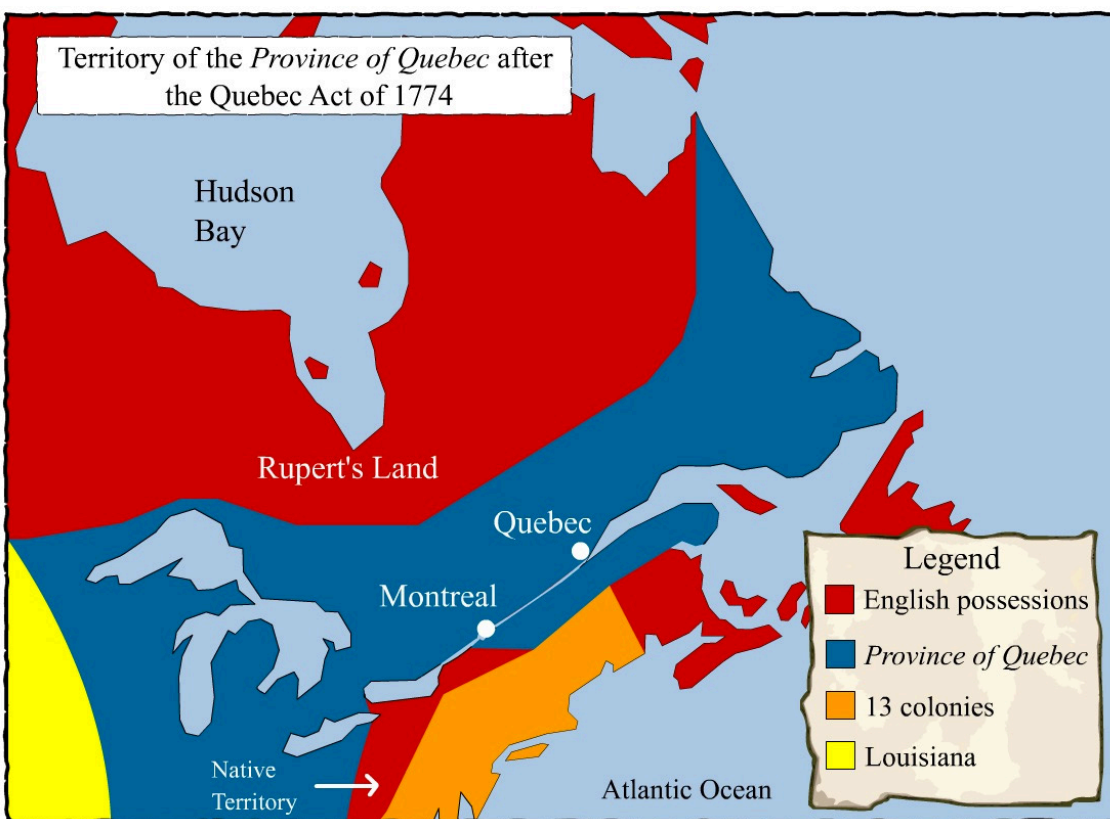 Territory of the Province of Quebec after
the Quebec Act of 1774
Hudson
Bay
Rupert's Land
Quebec
Montreal
Native
Territory
Atlantic Ocean
Legend
English possessions
Province of Quebec
13 colonies
Louisiana